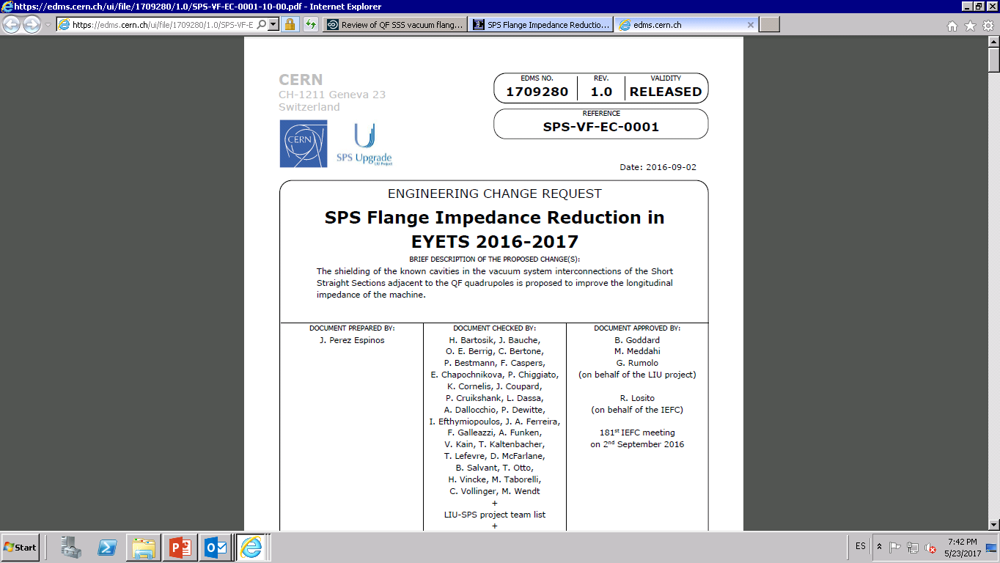 https://edms.cern.ch/ui/file/1709280/1.0/SPS-VF-EC-0001-10-00.pdf - Internet Explorer
https://edms.cern.ch/ui/file/1709280/1.0/SPS-VF-E
Review of QF SSS vacuum flang...
SPS Flange Impedance Reductio...
edms.cern.ch
CERN
CH-1211 Geneva 23
Switzerland
CERN
SPS Upgrade
LIU Project
EDMS NO. REV. VALIDITY
1709280 1.0 RELEASED
REFERENCE
SPS-VF-EC-0001
Date: 2016-09-02
ENGINEERING CHANGE REQUEST
SPS Flange Impedance Reduction in
EYETS 2016-2017
BRIEF DESCRIPTION OF THE PROPOSED CHANGE(S):
The shielding of the known cavities in the vacuum system interconnections of the Short
Straight Sections adjacent to the QF quadrupoles is proposed to improve the longitudinal
impedance of the machine.
DOCUMENT PREPARED BY:
J. Perez Espinos
DOCUMENT CHECKED BY:
H. Bartosik, J. Bauche,
O. E. Berrig, C. Bertone,
P. Bestmann, F. Caspers,
E. Chapochnikova, P. Chiggiato,
K. Cornelis, J. Coupard,
P. Cruikshank, L. Dassa,
A. Dallocchio, P. Dewitte,
I. Efthymiopoulos, J. A. Ferreira,
F. Galleazzi, A. Funken,
V. Kain, T. Kaltenbacher,
T. Lefevre, D. McFarlane,
B. Salvant, T. Otto,
H. Vincke, M. Taborelli,
C. Vollinger, M. Wendt
+
LIU-SPS project team list
+
DOCUMENT APPROVED BY:
B. Goddard
M. Meddahi
G. Rumolo
(on behalf of the LIU project)
R. Losito
(on behalf of the IEFC)
181st IEFC meeting
on 2nd September 2016
Start
ES
7:42 PM
5/23/2017